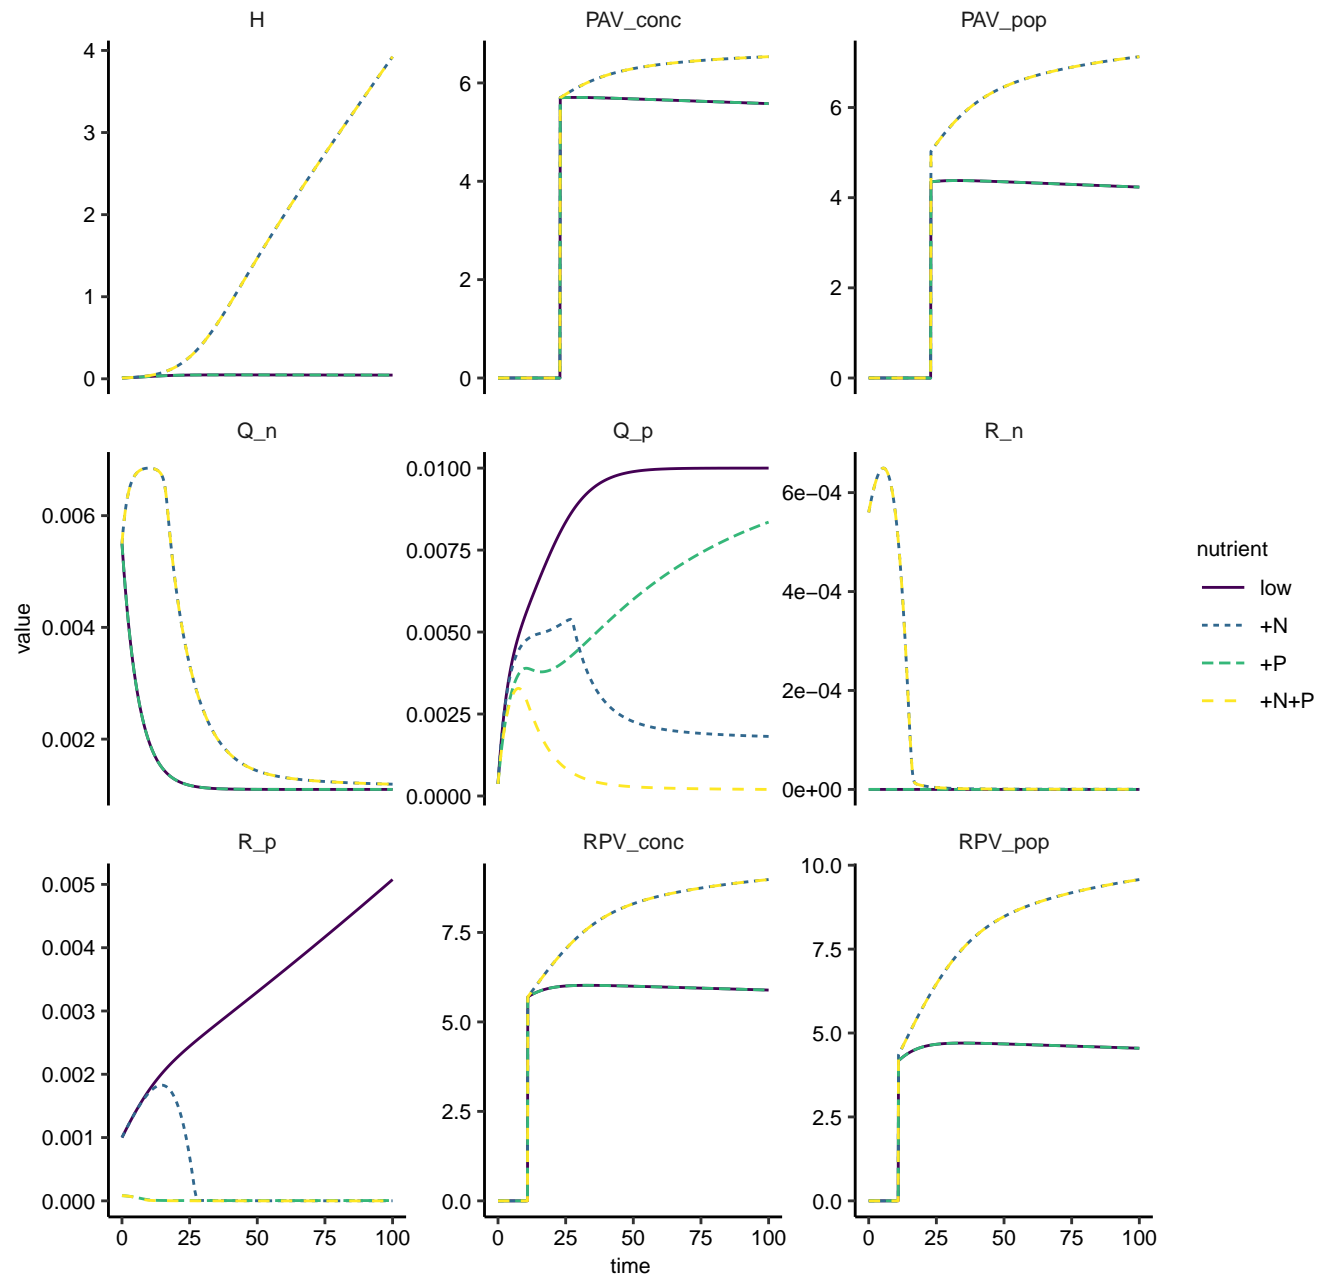 H
PAV_conc
PAV_pop
4
3
2
1
0
6
4
2
0
6
4
2
0
Q_n
Q_p
R_n
0.006
0.004
0.002
0.0100
0.0075
0.0050
0.0025
0.0000
6e−04
4e−04
2e−04
0e+00
value
nutrient
low
+N
+P
+N+P
R_p
RPV_conc
RPV_pop
0.005
0.004
0.003
0.002
0.001
0.000
7.5
5.0
2.5
0.0
10.0
7.5
5.0
2.5
0.0
0 25 50 75 100
0 25 50 75 100
0 25 50 75 100
time